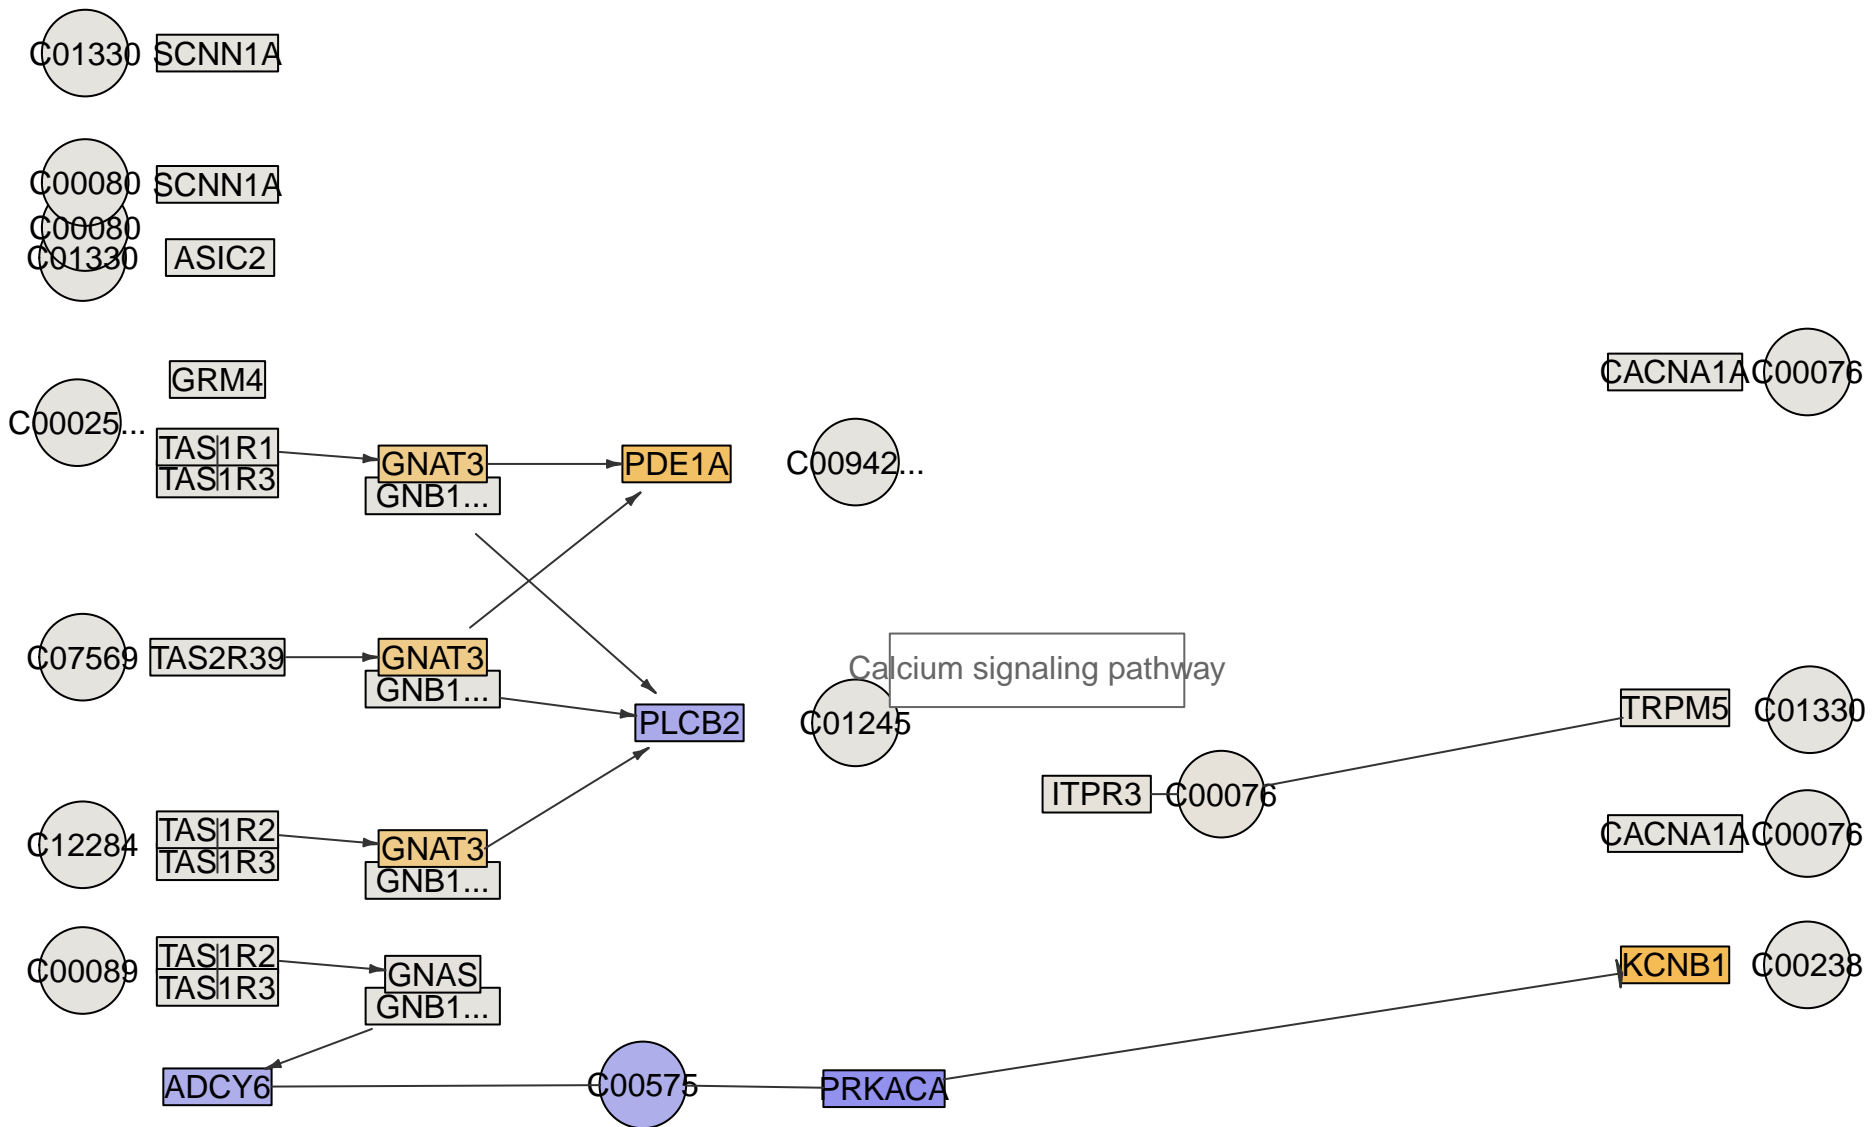 C01330 SCNN1A
C00080 SCNN1A
C00080
C01330 ASIC2
GRM4
CACNA1A C00076
C00025...
TAS1R1
GNAT3 PDE1A C00942...
TAS1R3
GNB1...
C07569 TAS2R39 GNAT3
Calcium signaling pathway
GNB1...
PLCB2 C01245
TRPM5 C01330
ITPR3 C00076
TAS1R2
C12284 GNAT3
CACNA1A C00076
TAS1R3
GNB1...
TAS1R2
C00089 GNAS
KCNB1 C00238
TAS1R3
GNB1...
ADCY6 C00575 PRKACA